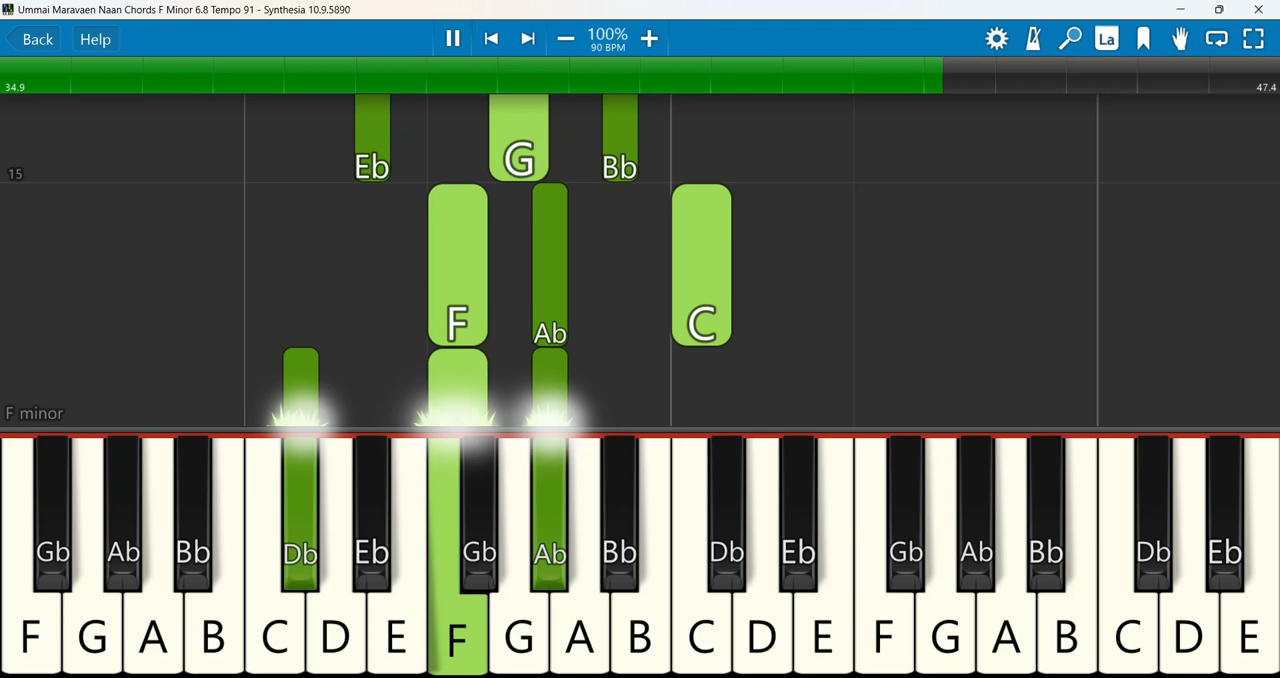 Ummai Maravaen Naan Chords F Minor 6.8 Tempo 91 - Synthesia 10.9.5890
Back Help 100% La
90 BPM
34.9 47.4
Eb G Bb
15
F Ab C
F minor
Gb Ab Bb Db Eb Gb Ab Bb Db Eb Gb Ab Bb Db Eb
F G A B C D E F G A B C D E F G A B C D E